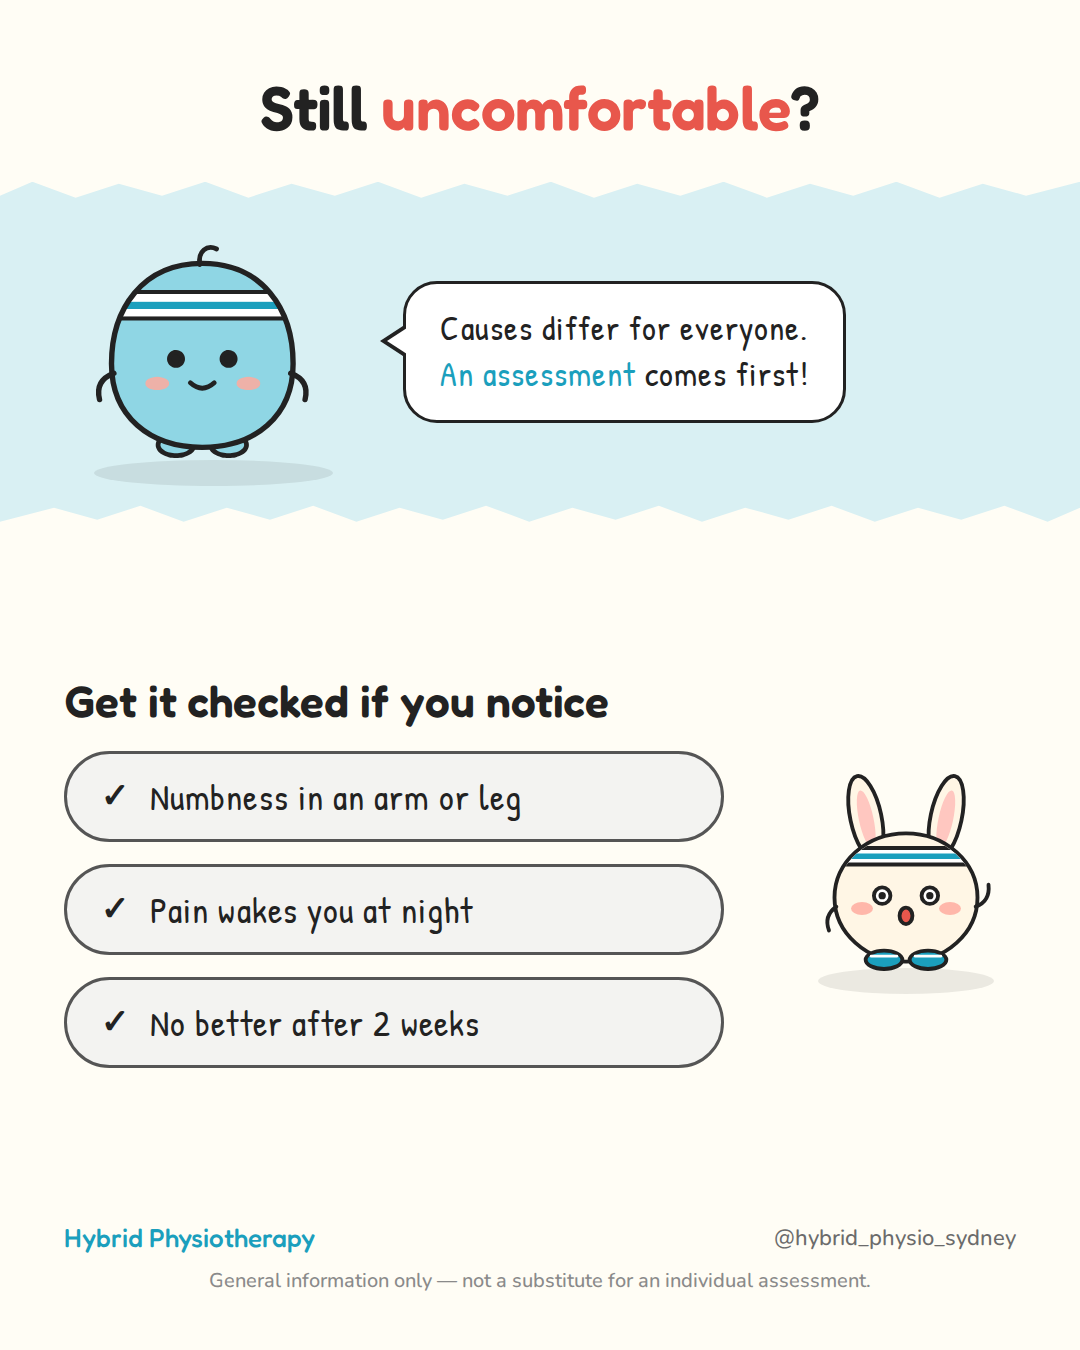 Still uncomfortable?
Causes differ for everyone.
An assessment comes first!
Get it checked if you notice
✓ Numbness in an arm or leg
✓ Pain wakes you at night
✓ No better after 2 weeks
Hybrid Physiotherapy
@hybrid_physio_sydney
General information only — not a substitute for an individual assessment.